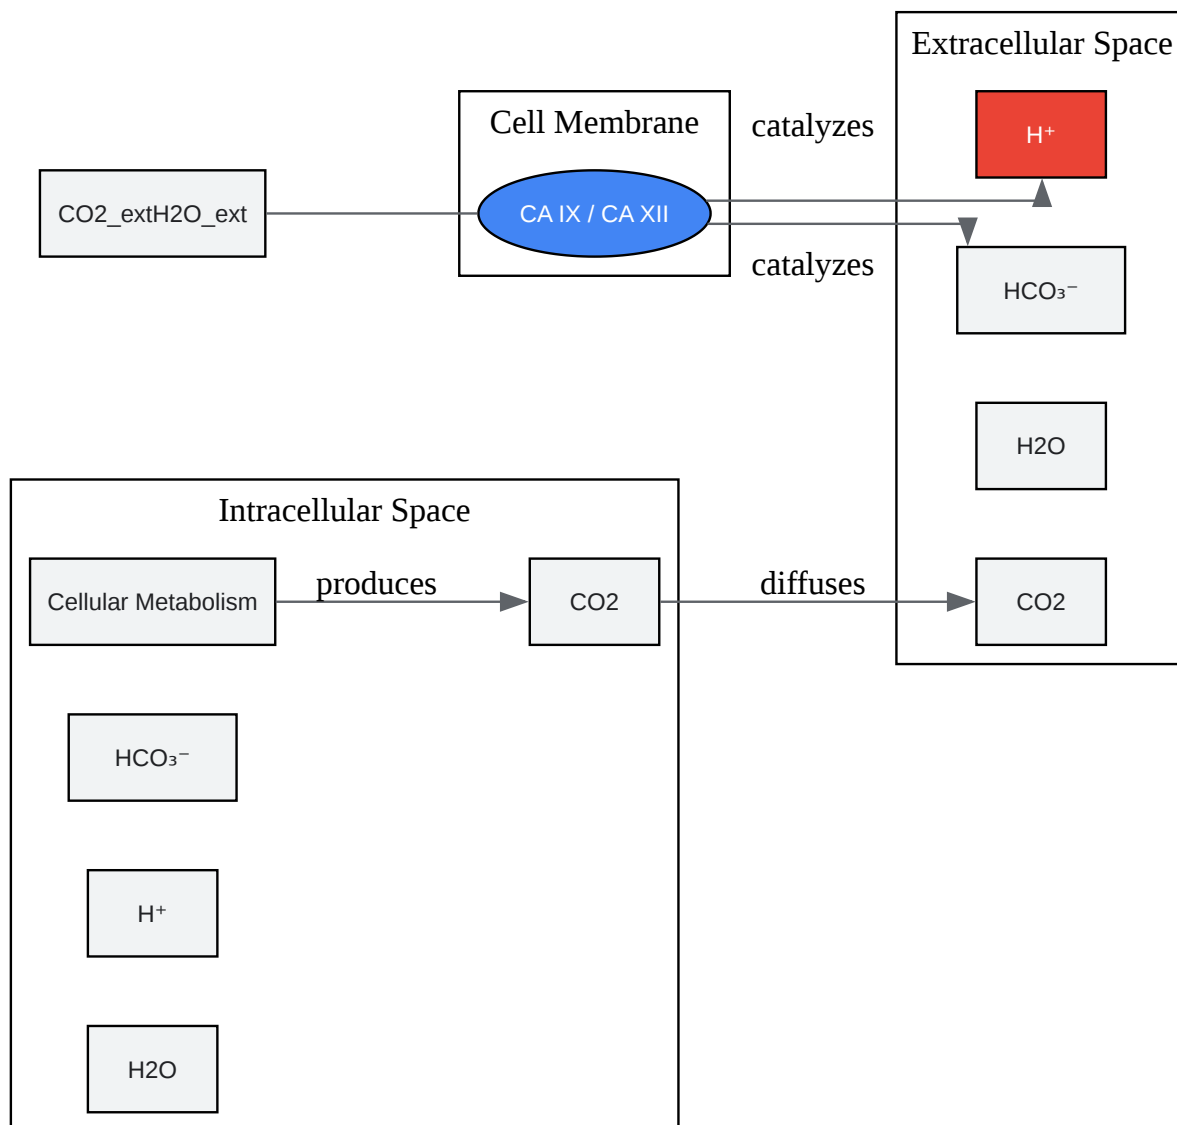 Extracellular Space
H⁺
Cell Membrane
catalyzes
CO2_extH2O_ext
CA IX / CA XII
catalyzes
HCO₃⁻
H2O
Intracellular Space
Cellular Metabolism
produces
CO2
diffuses
CO2
HCO₃⁻
H⁺
H2O